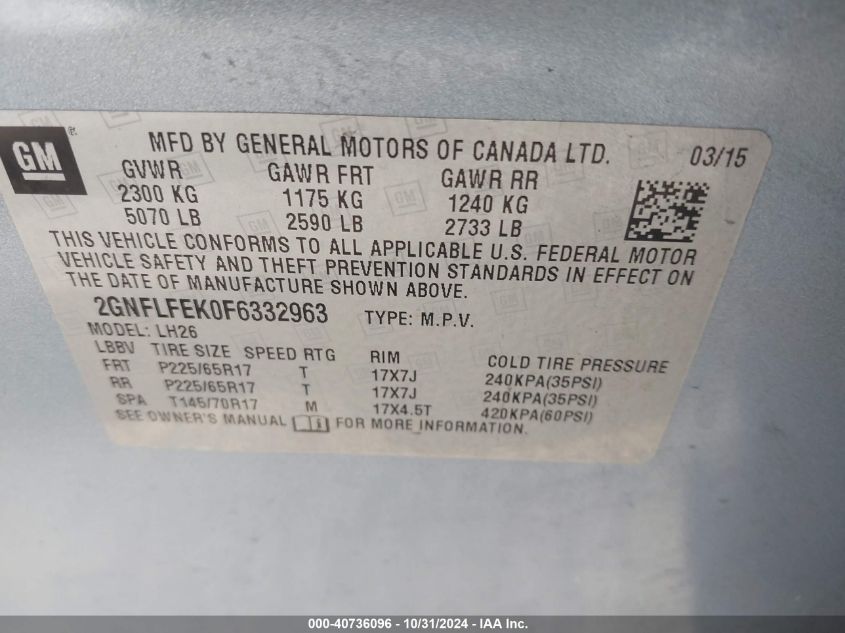 GM
MFD BY GENERAL MOTORS OF CANADA LTD. 03/15
GVWR GAWR FRT GAWR RR
2300 KG 1175 KG 1240 KG
5070 LB 2590 LB 2733 LB
THIS VEHICLE CONFORMS TO ALL APPLICABLE U.S. FEDERAL MOTOR
VEHICLE SAFETY AND THEFT PREVENTION STANDARDS IN EFFECT ON
THE DATE OF MANUFACTURE SHOWN ABOVE.
2GNFLFEK0F6332963 TYPE: M.P.V.
MODEL: LH26
LBBV TIRE SIZE SPEED RTG RIM COLD TIRE PRESSURE
FRT P225/65R17 T 17X7J 240KPA(35PSI)
RR P225/65R17 T 17X7J 240KPA(35PSI)
SPA T145/70R17 M 17X4.5T 420KPA(60PSI)
SEE OWNER'S MANUAL FOR MORE INFORMATION.
000-40736096 - 10/31/2024 - IAA Inc.